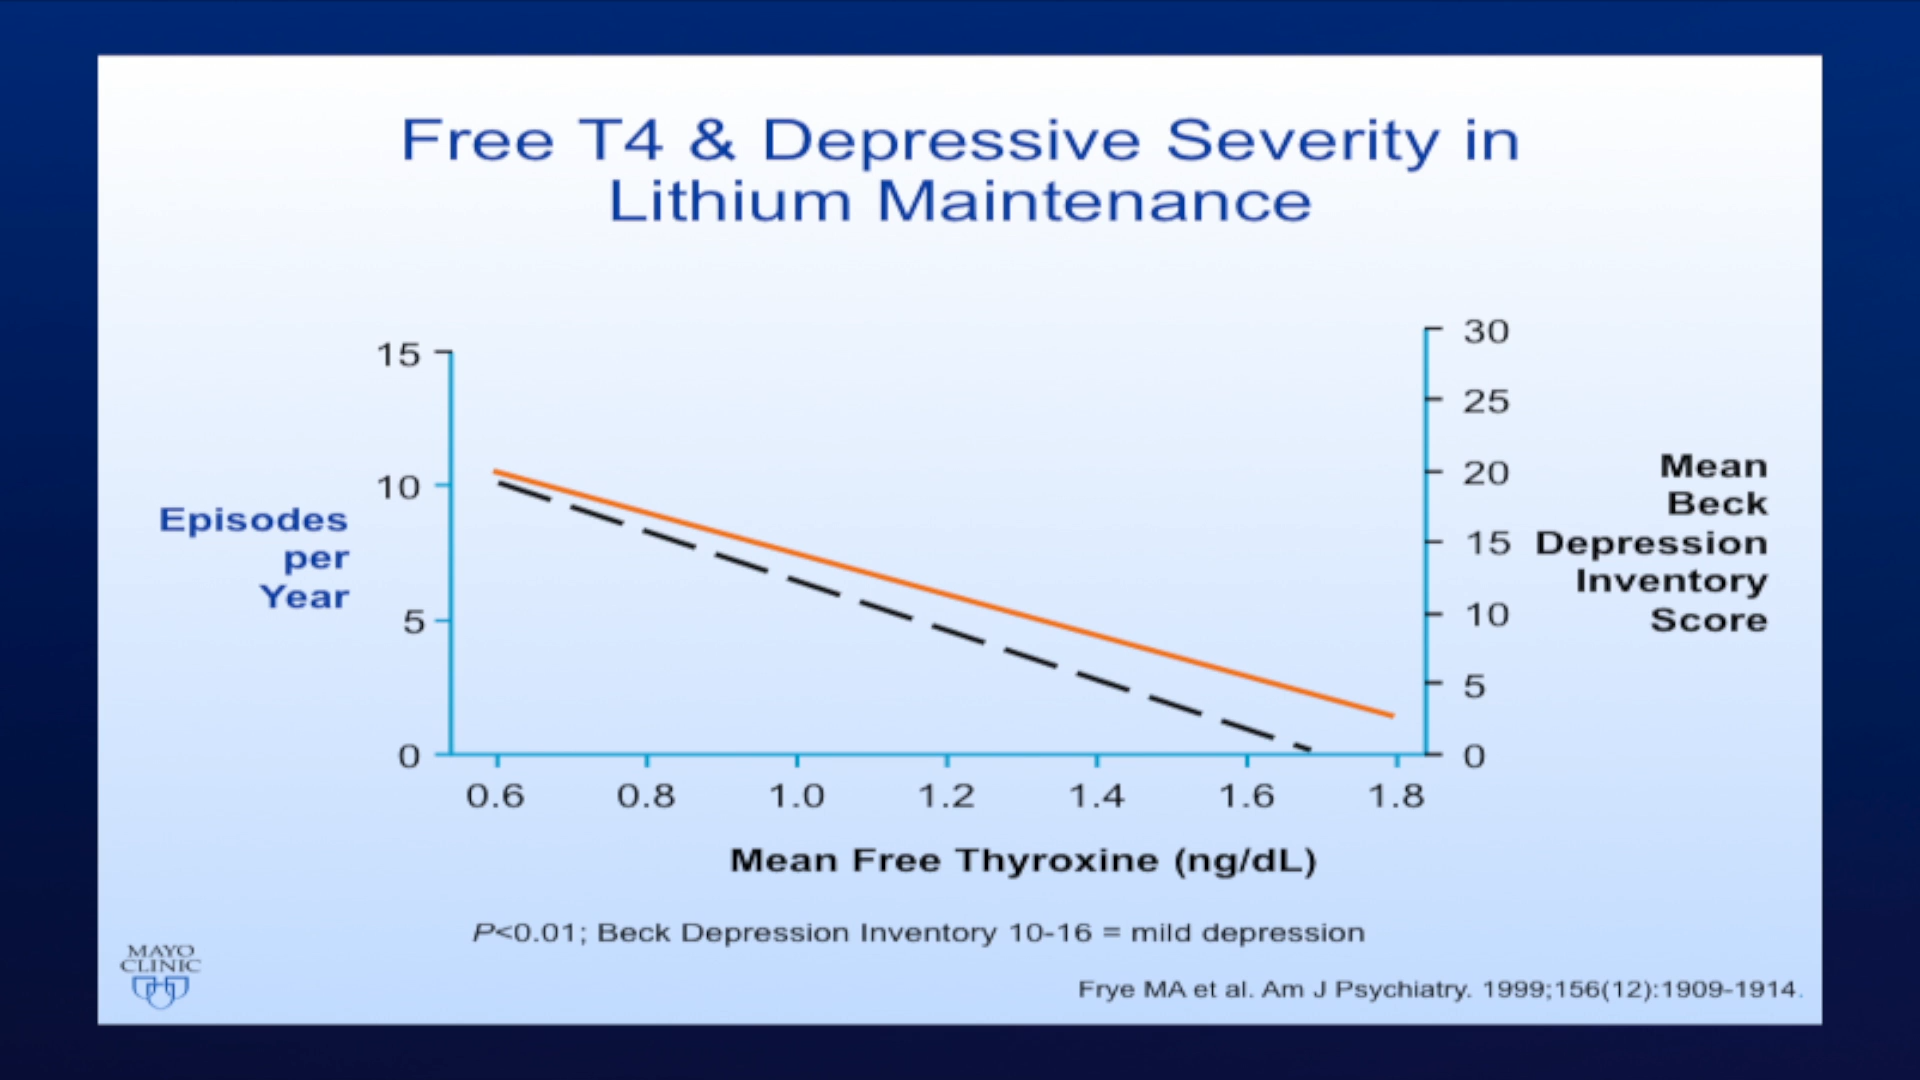 Free T4 & Depressive Severity in
Lithium Maintenance
15
10
5
0
Episodes
per
Year
30
25
20
15
10
5
0
Mean
Beck
Depression
Inventory
Score
0.6 0.8 1.0 1.2 1.4 1.6 1.8
Mean Free Thyroxine (ng/dL)
P<0.01; Beck Depression Inventory 10-16 = mild depression
MAYO
CLINIC
Frye MA et al. Am J Psychiatry. 1999;156(12):1909-1914.